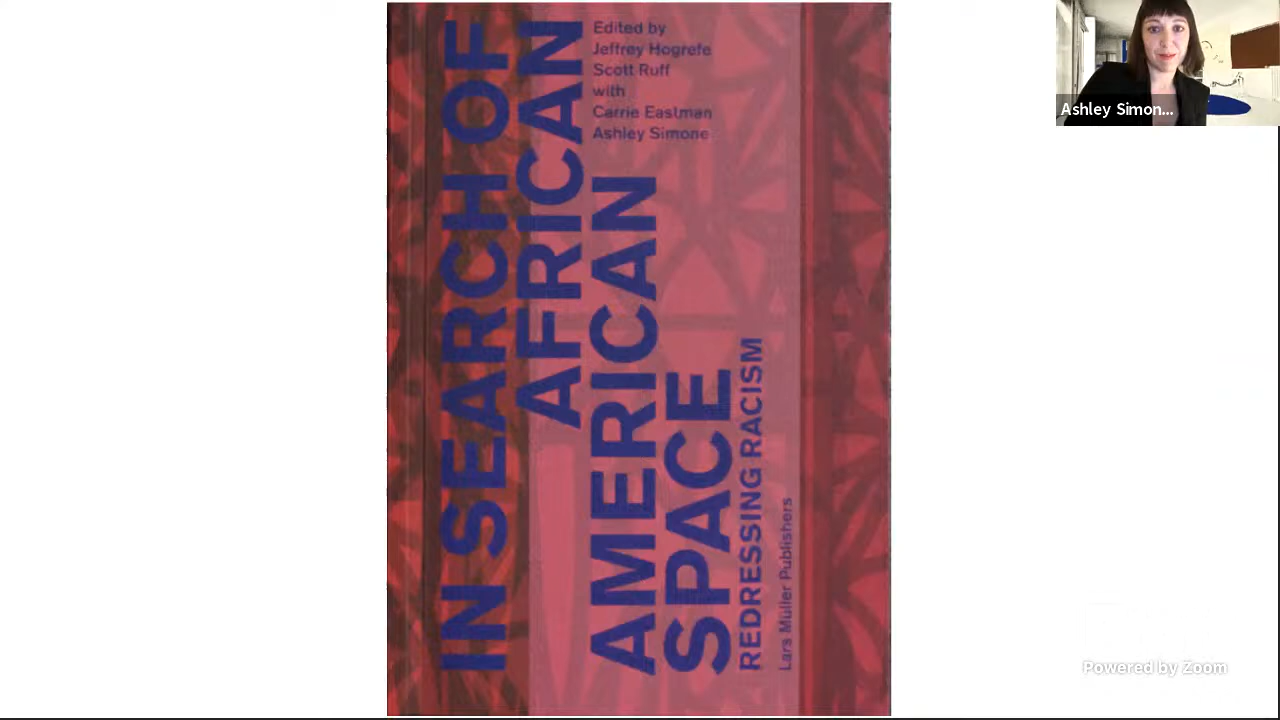 IN SEARCH OF
AFRICAN
AMERICAN
SPACE
REDRESSING RACISM
Lars Müller Publishers
Edited by
Jeffrey Hogrefe
Scott Ruff
with
Carrie Eastman
Ashley Simone
Ashley Simon...
Powered by Zoom